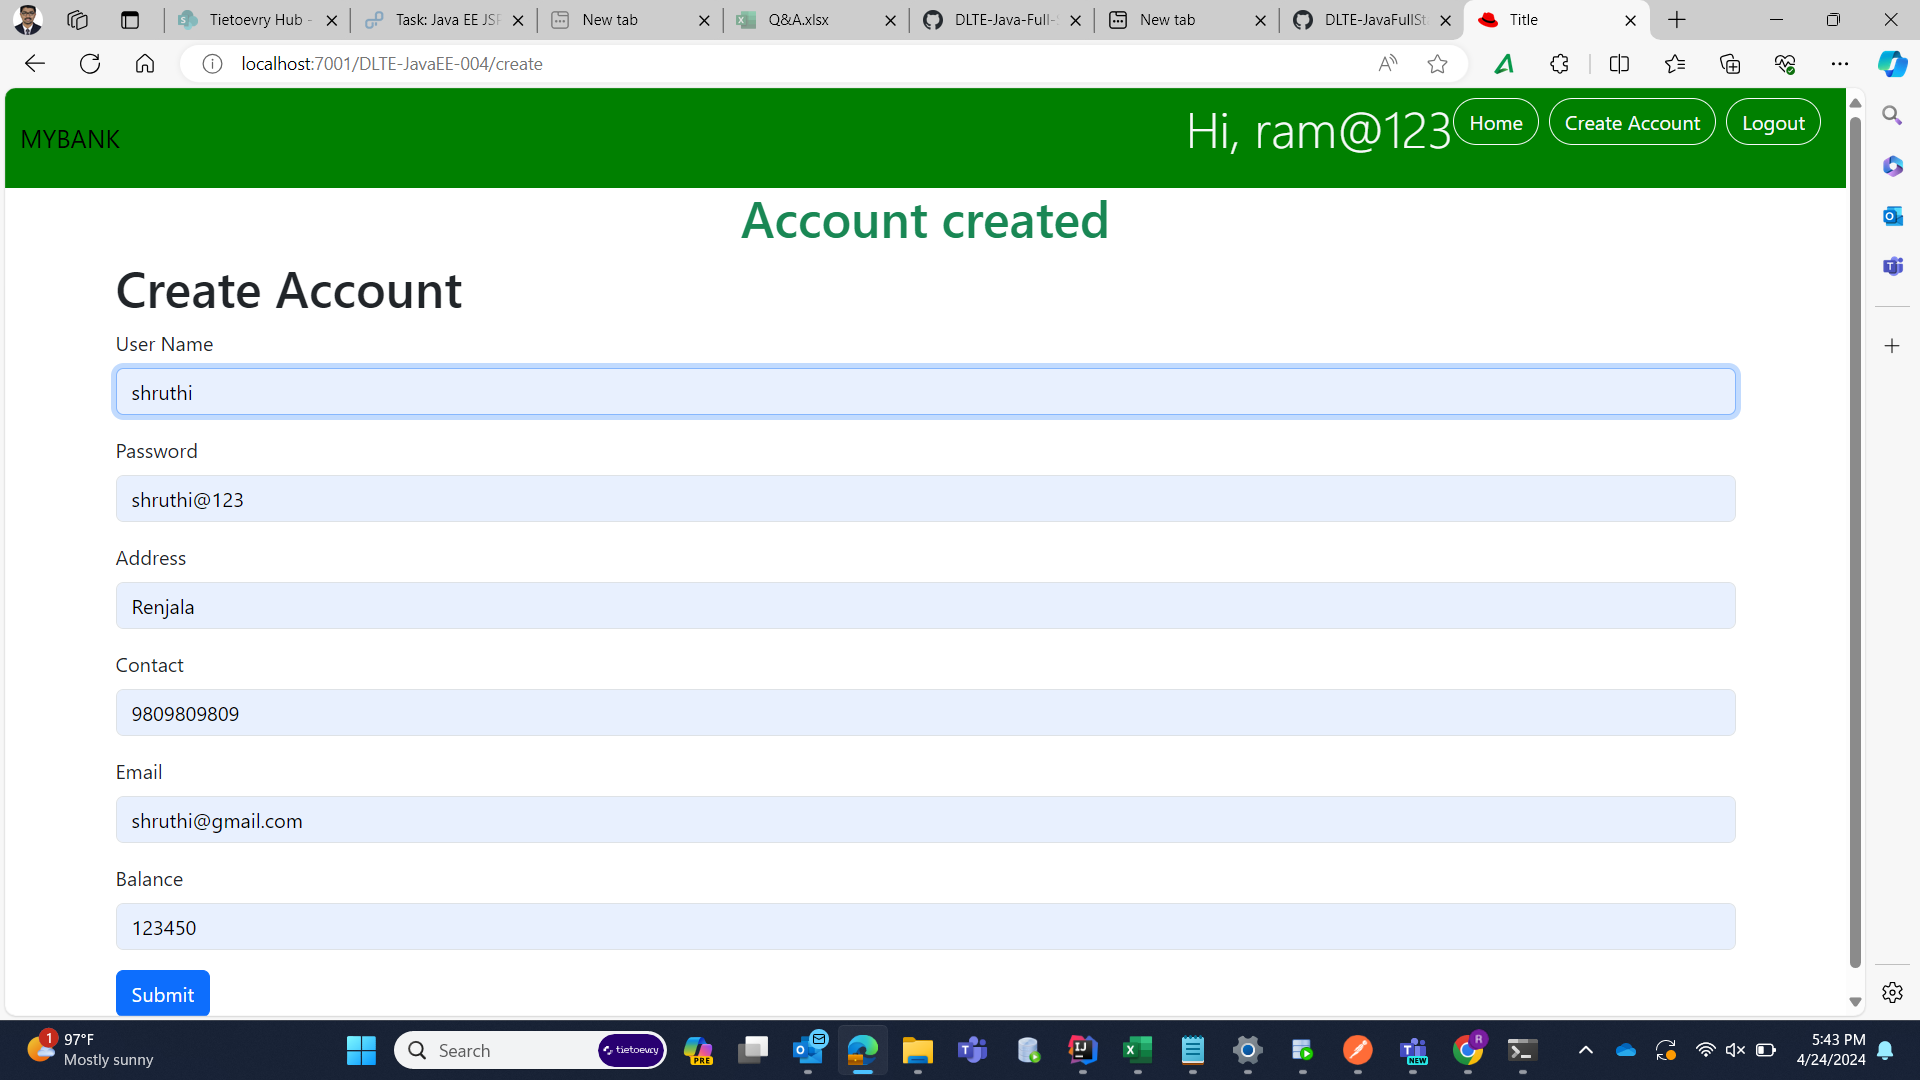 Tietoevry Hub -
Task: Java EE JSP
New tab
Q&A.xlsx
DLTE-Java-Full-S
New tab
DLTE-JavaFullSta
Title
localhost:7001/DLTE-JavaEE-004/create
MYBANK
Hi, ram@123
Home
Create Account
Logout
Account created
Create Account
User Name
shruthi
Password
shruthi@123
Address
Renjala
Contact
9809809809
Email
shruthi@gmail.com
Balance
123450
Submit
1
97°F
Mostly sunny
Search
tietoevry
PRE
NEW
R
5:43 PM
4/24/2024